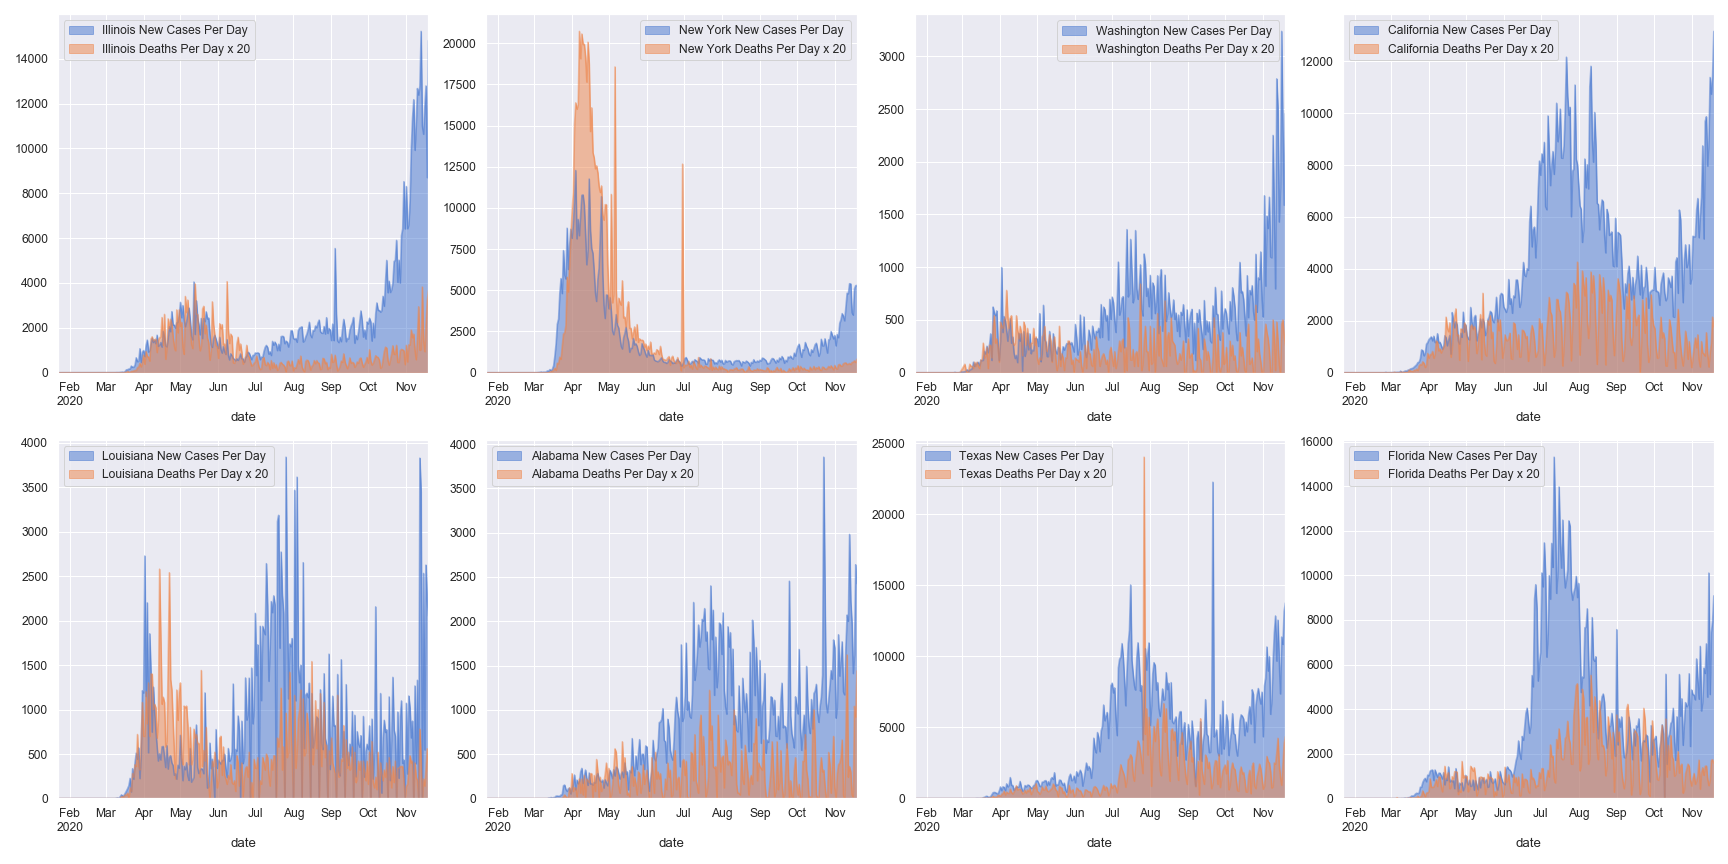 Illinois New Cases Per Day
Illinois Deaths Per Day x 20
14000
12000
10000
8000
6000
4000
2000
0
Feb Mar Apr May Jun Jul Aug Sep Oct Nov
2020
date
New York New Cases Per Day
New York Deaths Per Day x 20
20000
17500
15000
12500
10000
7500
5000
2500
0
Feb Mar Apr May Jun Jul Aug Sep Oct Nov
2020
date
Washington New Cases Per Day
Washington Deaths Per Day x 20
3000
2500
2000
1500
1000
500
0
Feb Mar Apr May Jun Jul Aug Sep Oct Nov
2020
date
California New Cases Per Day
California Deaths Per Day x 20
12000
10000
8000
6000
4000
2000
0
Feb Mar Apr May Jun Jul Aug Sep Oct Nov
2020
date
Louisiana New Cases Per Day
Louisiana Deaths Per Day x 20
4000
3500
3000
2500
2000
1500
1000
500
0
Feb Mar Apr May Jun Jul Aug Sep Oct Nov
2020
date
Alabama New Cases Per Day
Alabama Deaths Per Day x 20
4000
3500
3000
2500
2000
1500
1000
500
0
Feb Mar Apr May Jun Jul Aug Sep Oct Nov
2020
date
Texas New Cases Per Day
Texas Deaths Per Day x 20
25000
20000
15000
10000
5000
0
Feb Mar Apr May Jun Jul Aug Sep Oct Nov
2020
date
Florida New Cases Per Day
Florida Deaths Per Day x 20
16000
14000
12000
10000
8000
6000
4000
2000
0
Feb Mar Apr May Jun Jul Aug Sep Oct Nov
2020
date